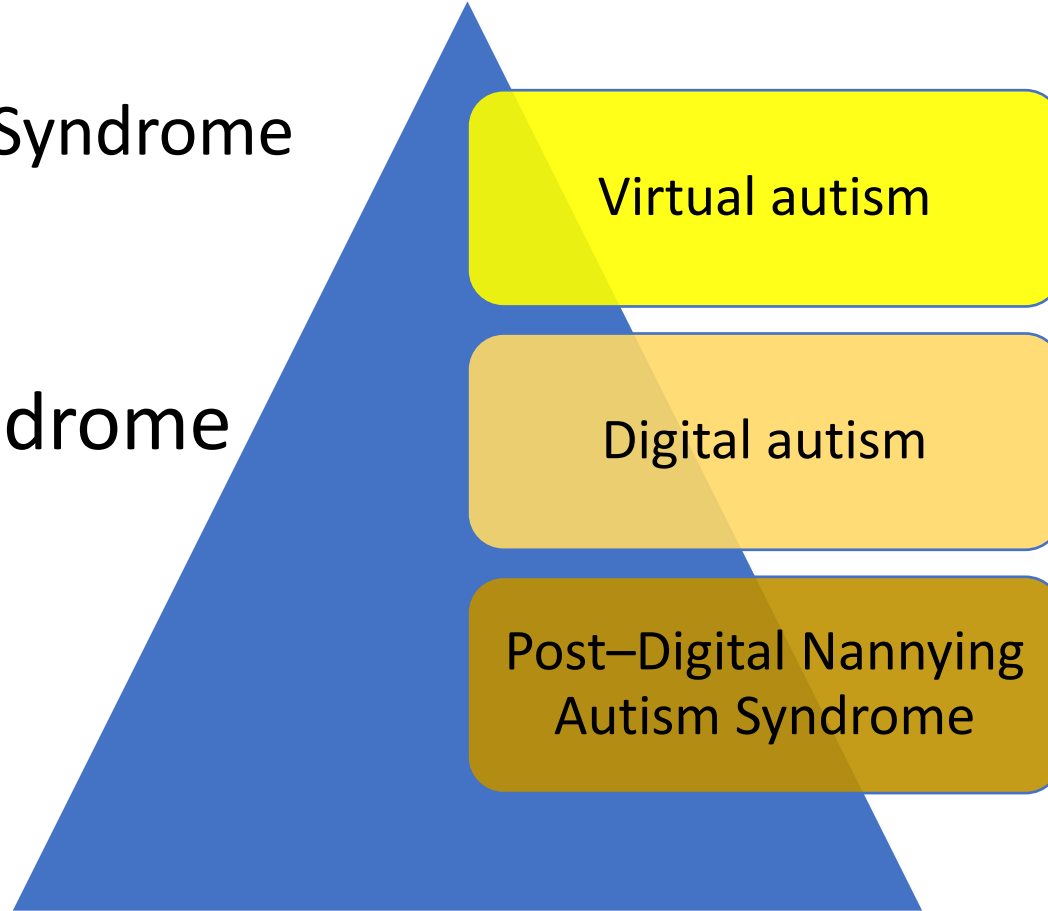 Syndrome
Virtual autism
drome
Digital autism
Post–Digital Nannying
Autism Syndrome